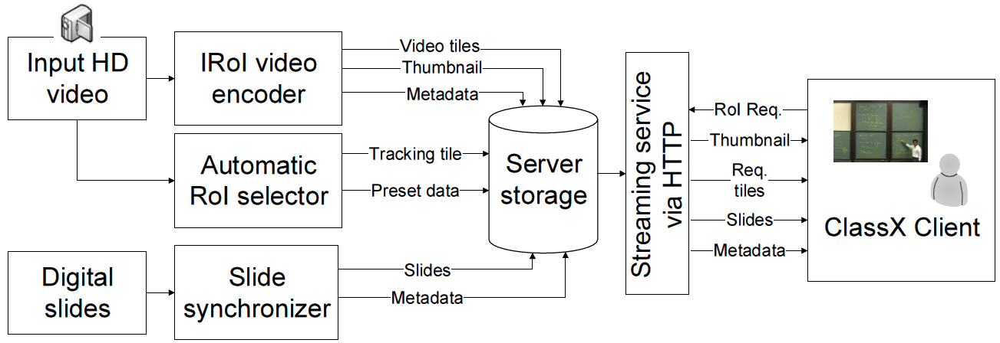 Input HD
video
IRoI video
encoder
Video tiles
Thumbnail
Metadata
Automatic
RoI selector
Tracking tile
Preset data
Digital
slides
Slide
synchronizer
Slides
Metadata
Server
storage
Streaming service
via HTTP
RoI Req.
Thumbnail
Req.
tiles
Slides
Metadata
ClassX Client